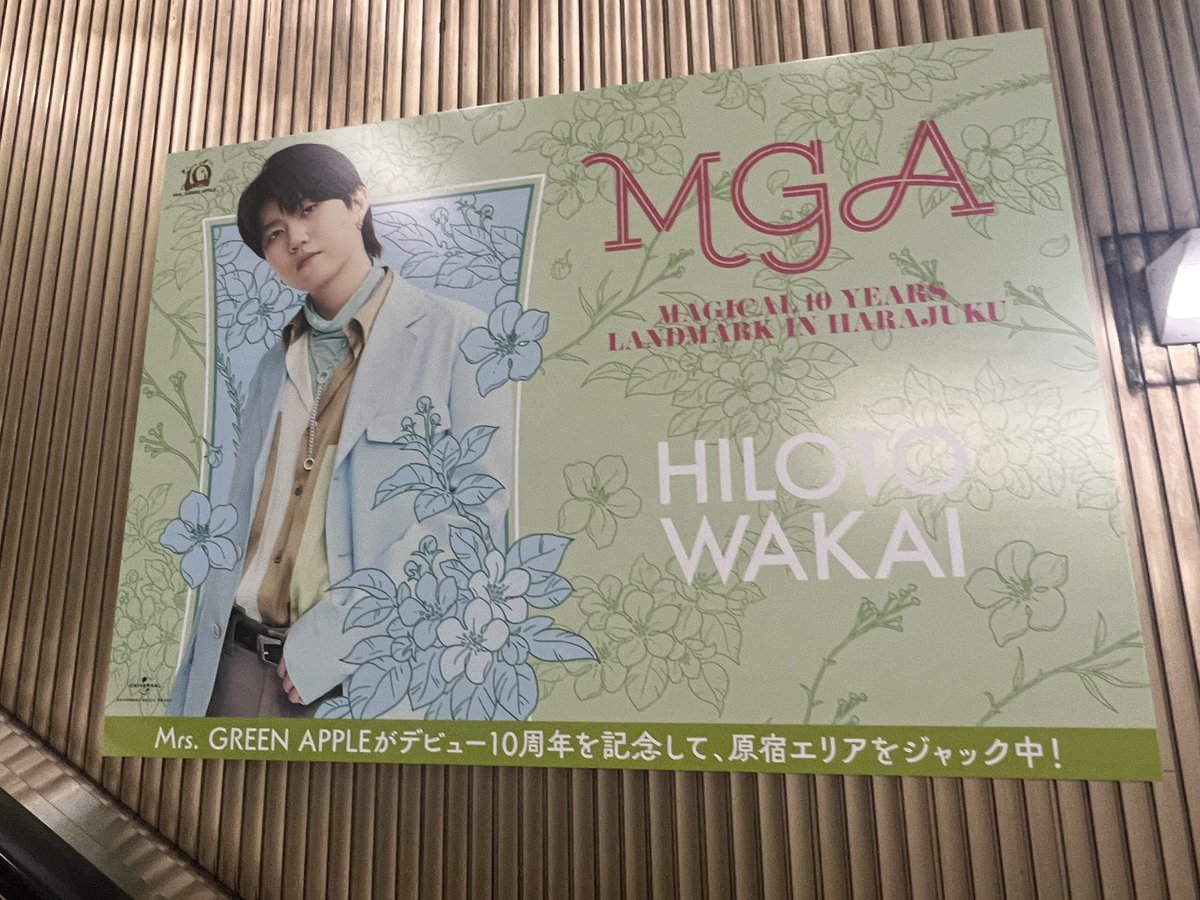 10
MGA
MAGICAL 10 YEARS
LANDMARK IN HARAJUKU
HILOTO
WAKAI
UNIVERSAL
Mrs. GREEN APPLEがデビュー10周年を記念して、原宿エリアをジャック中!